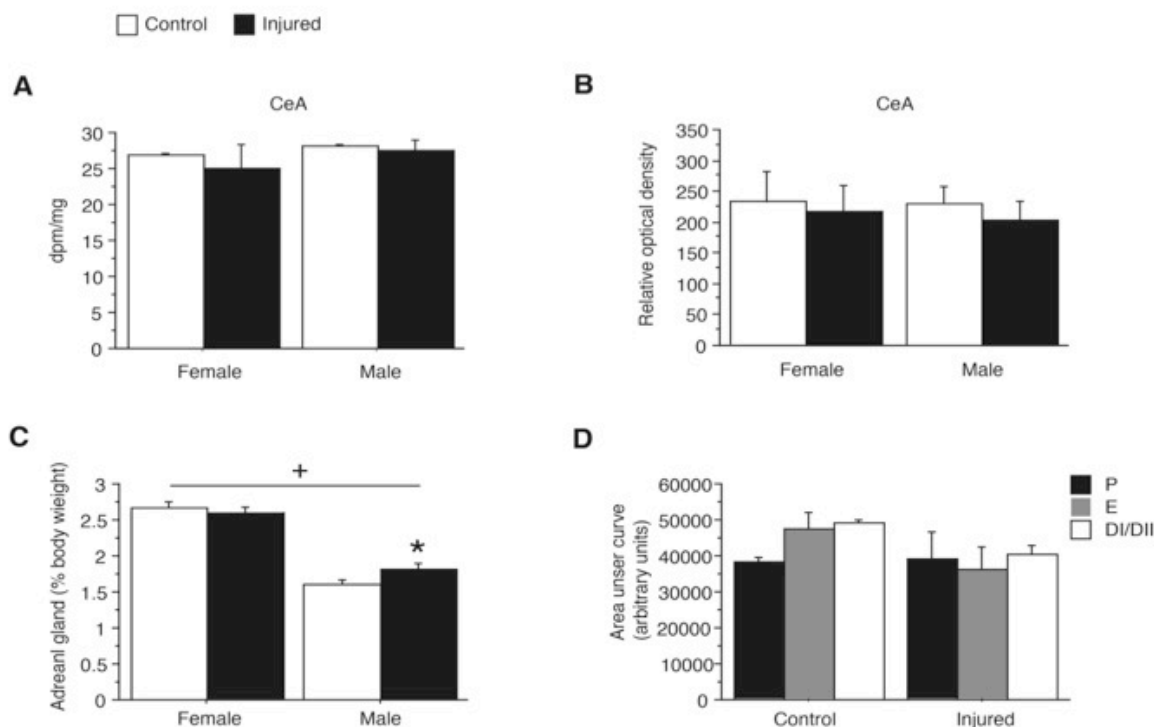 Control Injured
A
CeA
dpm/mg
30
25
20
15
10
5
0
Female Male
B
CeA
Relative optical density
350
300
250
200
150
100
50
0
Female Male
C
Adreanl gland (% body wieight)
3
2.5
2
1.5
1
0.5
0
+
*
Female Male
D
Area unser curve
(arbitrary units)
60000
50000
40000
30000
20000
10000
0
P
E
DI/DII
Control Injured